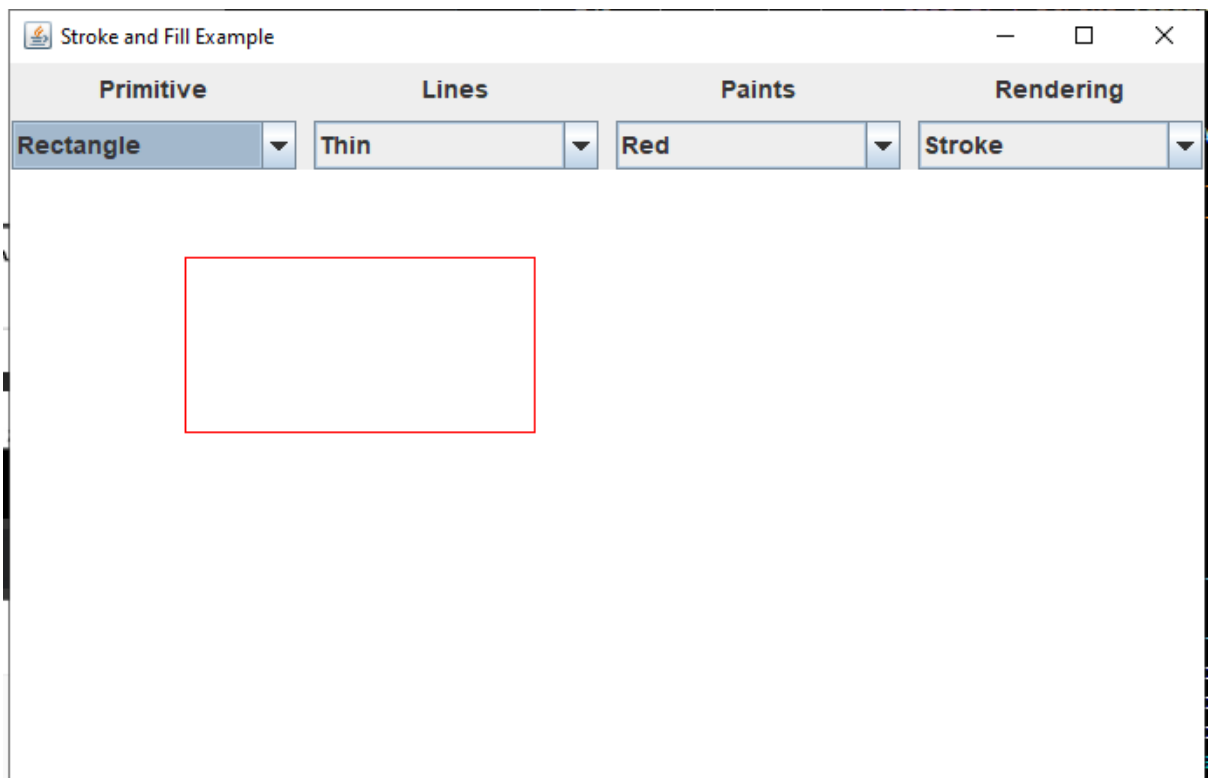 Stroke and Fill Example
Primitive Lines Paints Rendering
Rectangle Thin Red Stroke